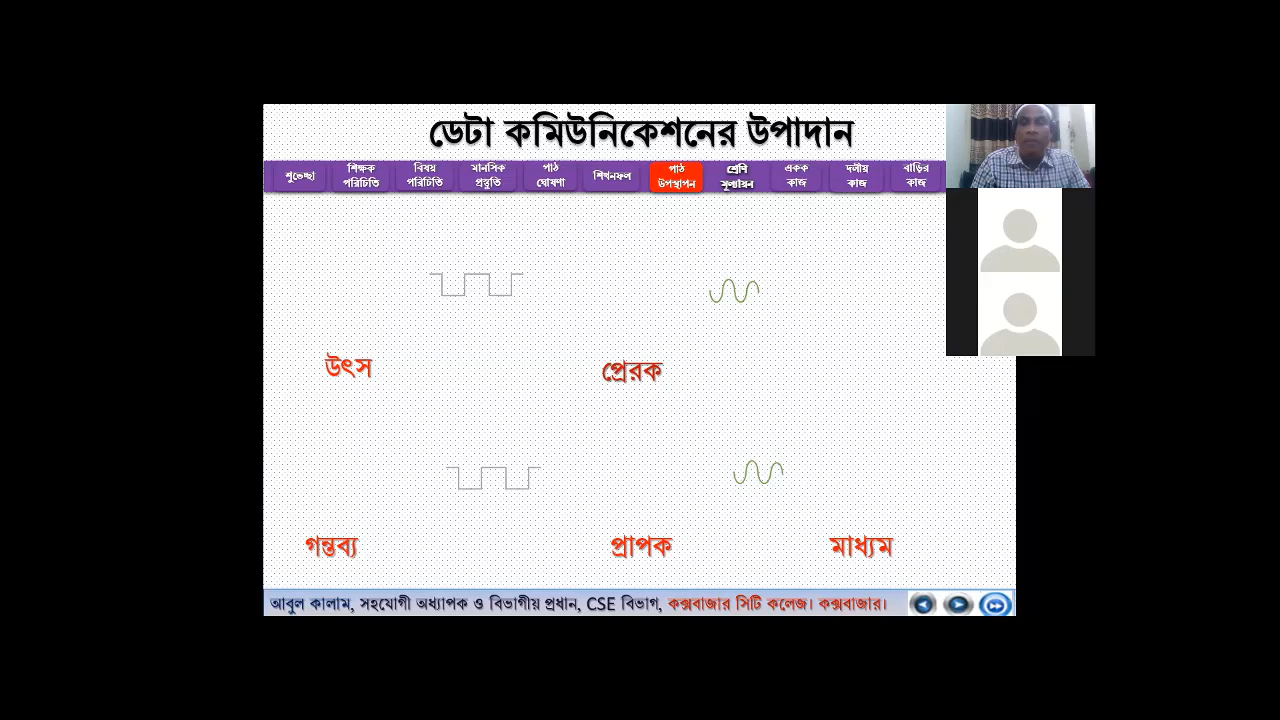 ডেটা কমিউনিকেশনের উপাদান
শুভেচ্ছা
শিক্ষক
পরিচিতি
বিষয়
পরিচিতি
মানসিক
প্রস্তুতি
পাঠ
ঘোষণা
শিখনফল
পাঠ
উপস্থাপন
শ্রেণি
মূল্যায়ন
একক
কাজ
দলীয়
কাজ
বাড়ির
কাজ
উৎস
প্রেরক
গন্তব্য
প্রাপক
মাধ্যম
আবুল কালাম, সহযোগী অধ্যাপক ও বিভাগীয় প্রধান, CSE বিভাগ, কক্সবাজার সিটি কলেজ। কক্সবাজার।